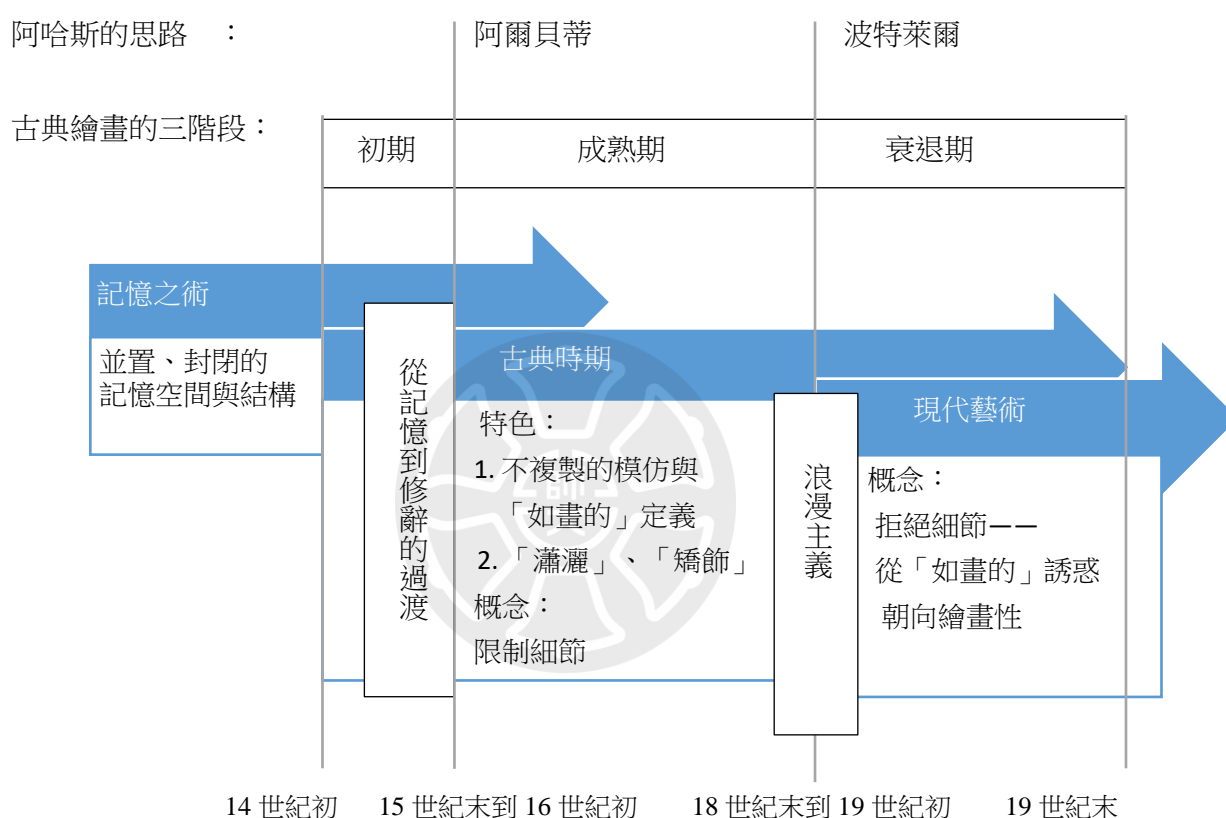 阿哈斯的思路 ： 阿爾貝蒂 波特萊爾
古典繪畫的三階段：
初期 成熟期 衰退期
記憶之術
並置、封閉的
記憶空間與結構
從記憶到修辭的過渡
古典時期
特色：
1. 不複製的模仿與
「如畫的」定義
2.「瀟灑」、「矯飾」
概念：
限制細節
浪漫主義
現代藝術
概念：
拒絕細節——
從「如畫的」誘惑
朝向繪畫性
14 世紀初 15 世紀末到 16 世紀初 18 世紀末到 19 世紀初 19 世紀末